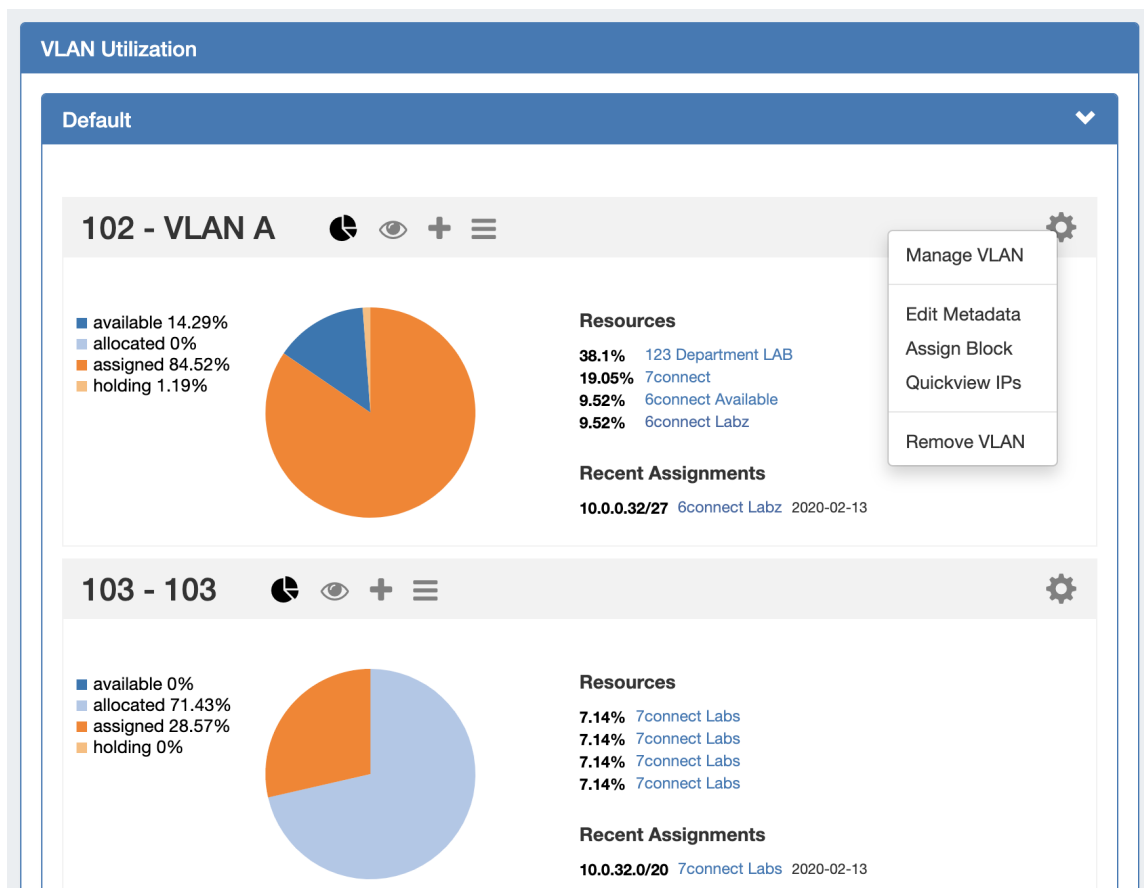 VLAN Utilization
Default
102 - VLAN A
available 14.29%
allocated 0%
assigned 84.52%
holding 1.19%
Resources
38.1% 123 Department LAB
19.05% 7connect
9.52% 6connect Available
9.52% 6connect Labz
Recent Assignments
10.0.0.32/27 6connect Labz 2020-02-13
Manage VLAN
Edit Metadata
Assign Block
Quickview IPs
Remove VLAN
103 - 103
available 0%
allocated 71.43%
assigned 28.57%
holding 0%
Resources
7.14% 7connect Labs
7.14% 7connect Labs
7.14% 7connect Labs
7.14% 7connect Labs
Recent Assignments
10.0.32.0/20 7connect Labs 2020-02-13